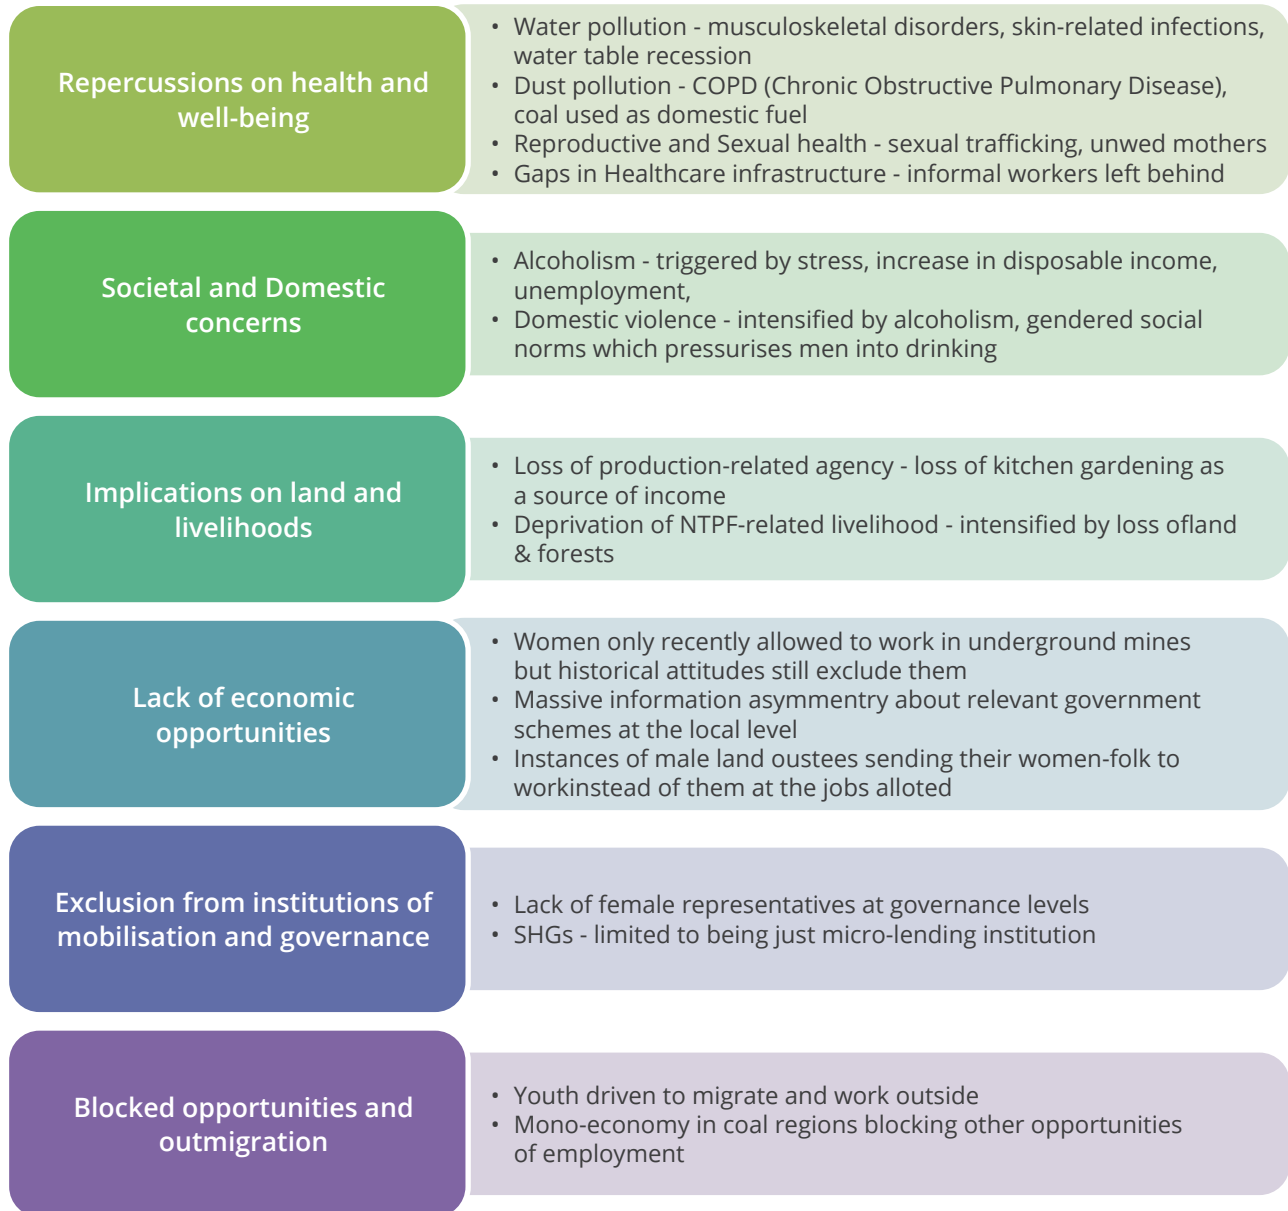 Repercussions on health and
well-being
• Water pollution - musculoskeletal disorders, skin-related infections,
water table recession
• Dust pollution - COPD (Chronic Obstructive Pulmonary Disease),
coal used as domestic fuel
• Reproductive and Sexual health - sexual trafficking, unwed mothers
• Gaps in Healthcare infrastructure - informal workers left behind
Societal and Domestic
concerns
• Alcoholism - triggered by stress, increase in disposable income,
unemployment,
• Domestic violence - intensified by alcoholism, gendered social
norms which pressurises men into drinking
Implications on land and
livelihoods
• Loss of production-related agency - loss of kitchen gardening as
a source of income
• Deprivation of NTPF-related livelihood - intensified by loss ofland
& forests
Lack of economic
opportunities
• Women only recently allowed to work in underground mines
but historical attitudes still exclude them
• Massive information asymmentry about relevant government
schemes at the local level
• Instances of male land oustees sending their women-folk to
workinstead of them at the jobs alloted
Exclusion from institutions of
mobilisation and governance
• Lack of female representatives at governance levels
• SHGs - limited to being just micro-lending institution
Blocked opportunities and
outmigration
• Youth driven to migrate and work outside
• Mono-economy in coal regions blocking other opportunities
of employment